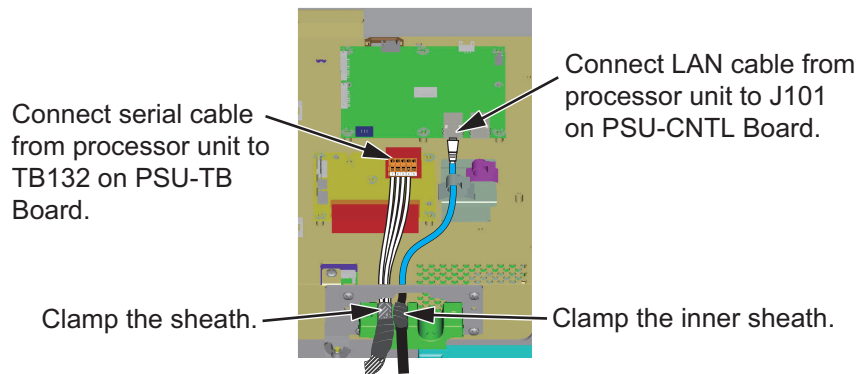 Connect LAN cable from
processor unit to J101
on PSU-CNTL Board.
Connect serial cable
from processor unit to
TB132 on PSU-TB
Board.
Clamp the sheath.
Clamp the inner sheath.